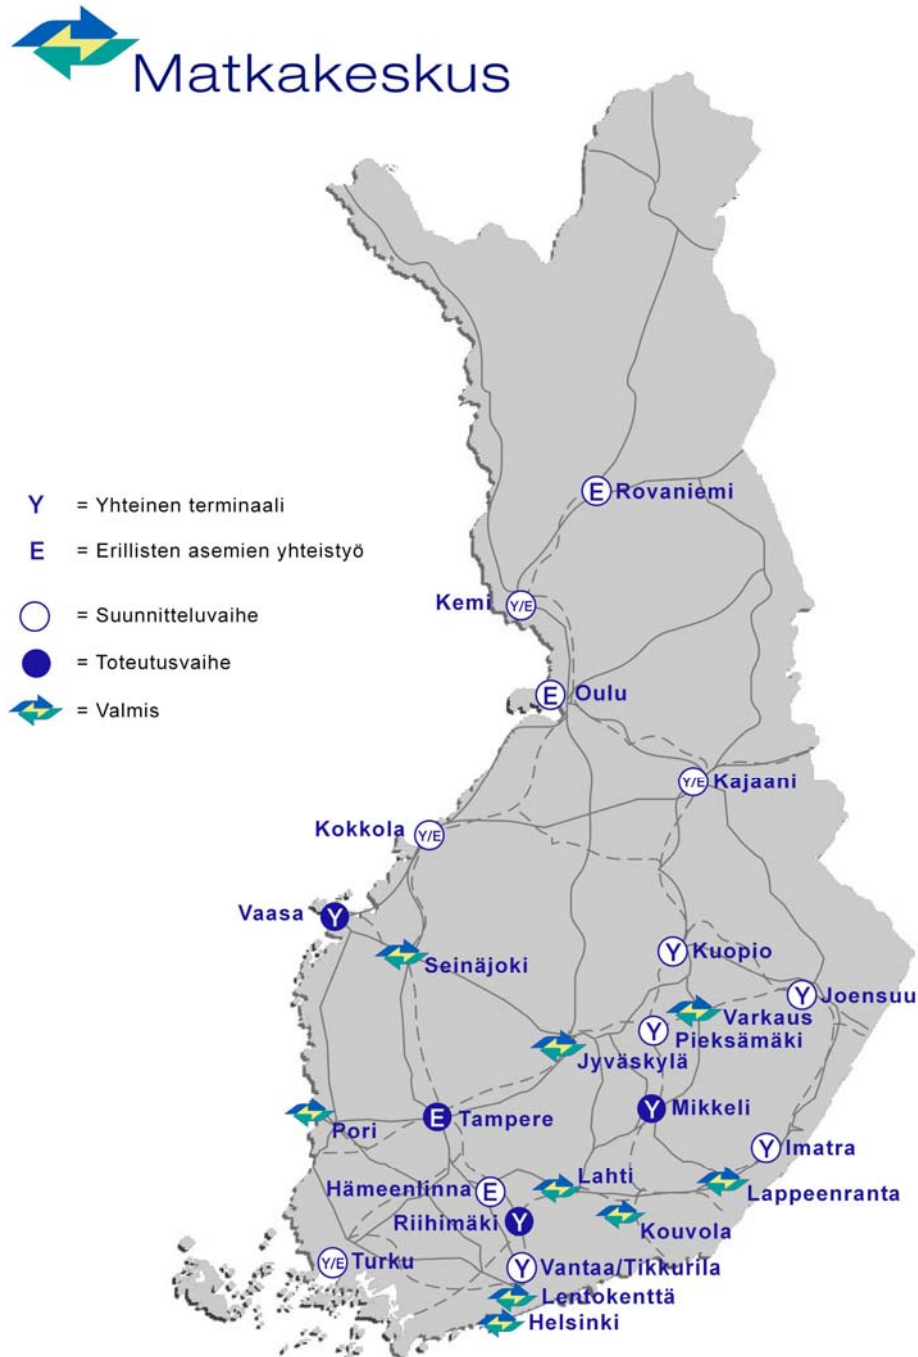 Matkakeskus
Y = Yhteinen terminaali
E = Erillisten asemien yhteistyö
= Suunnitteluvaihe
= Toteutusvaihe
= Valmis
E Rovaniemi
Kemi Y/E
E Oulu
Y/E Kajaani
Kokkola Y/E
Vaasa Y
Seinäjoki
Y Kuopio
Y Joensuu
Varkaus
Y Pieksämäki
Jyväskylä
Y Mikkeli
E Tampere
Pori
Y Imatra
Lahti
Hämeenlinna E
Lappeenranta
Riihimäki Y
Kouvola
Y/E Turku
Y Vantaa/Tikkurila
Lentokenttä
Helsinki